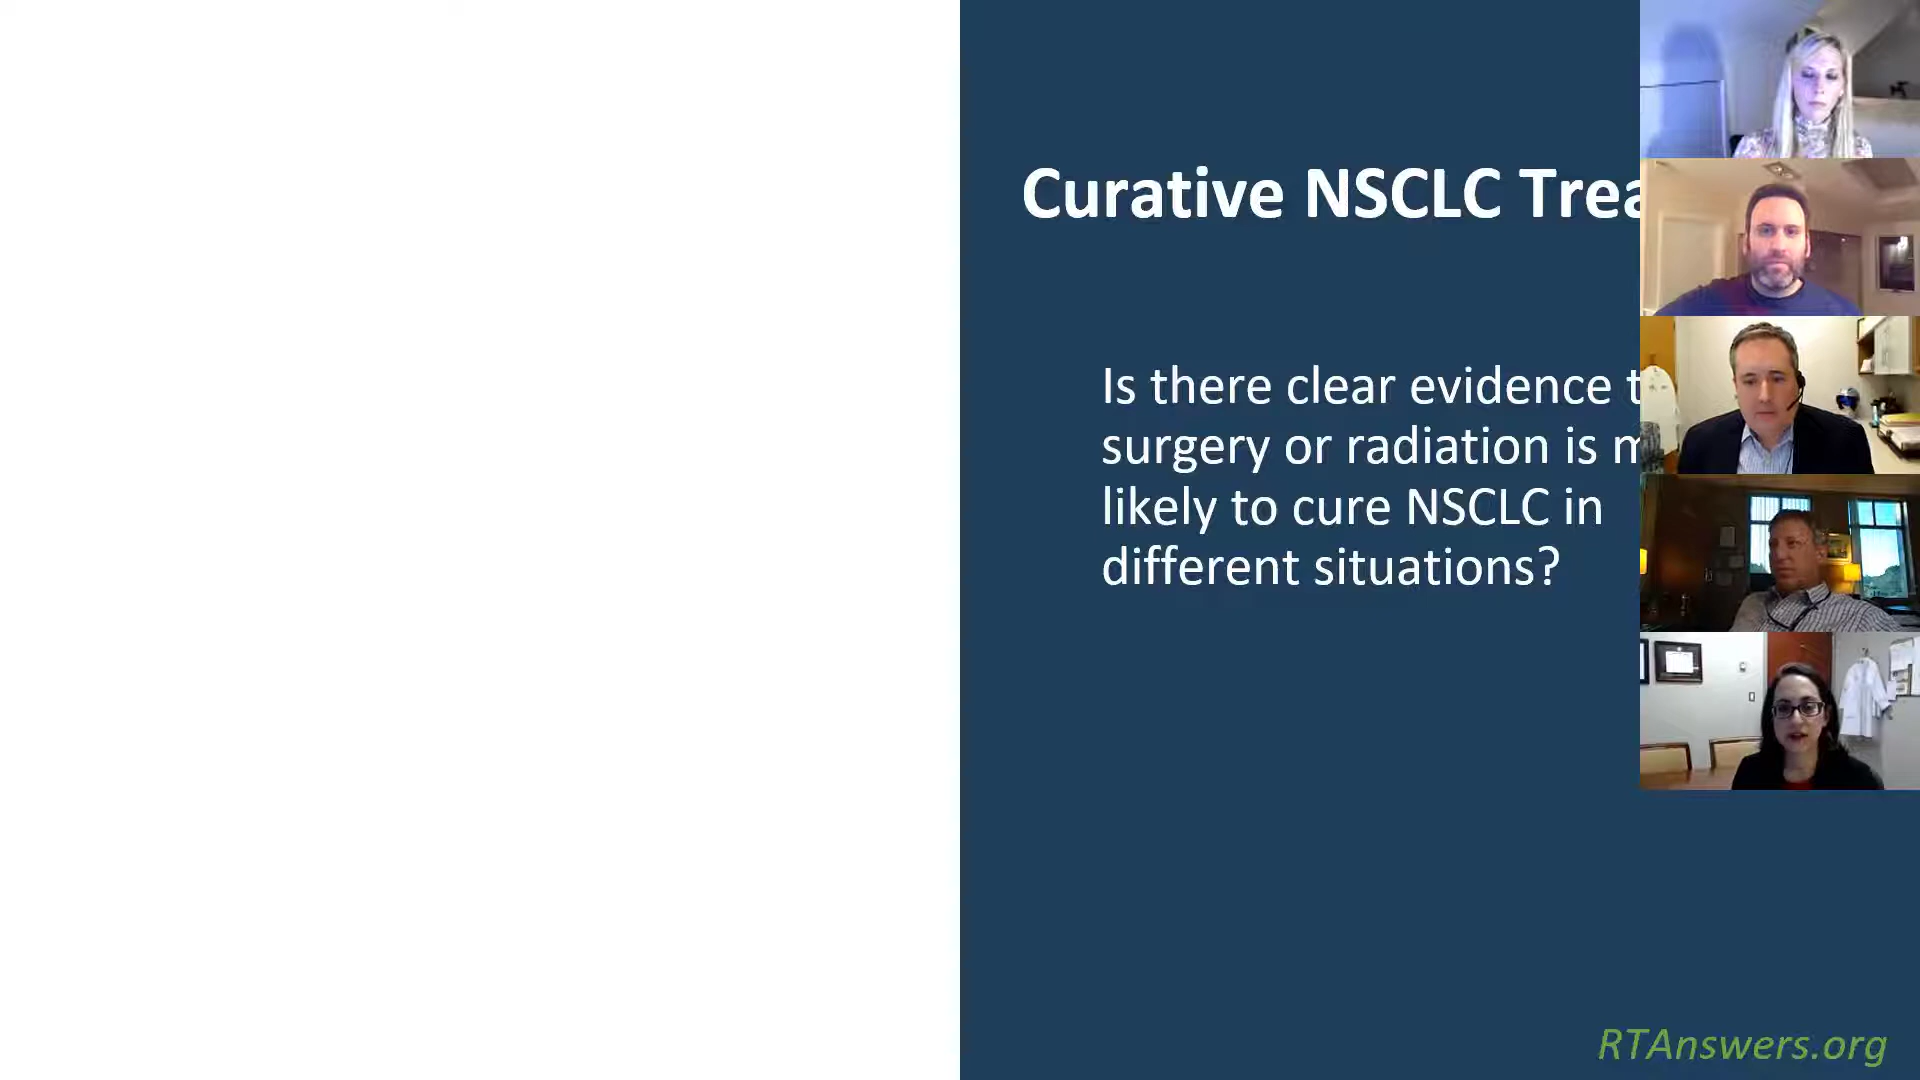 Curative NSCLC
Is there clear evidence
surgery or radiation is
likely to cure NSCLC in
different situations?
RTAnswers.org